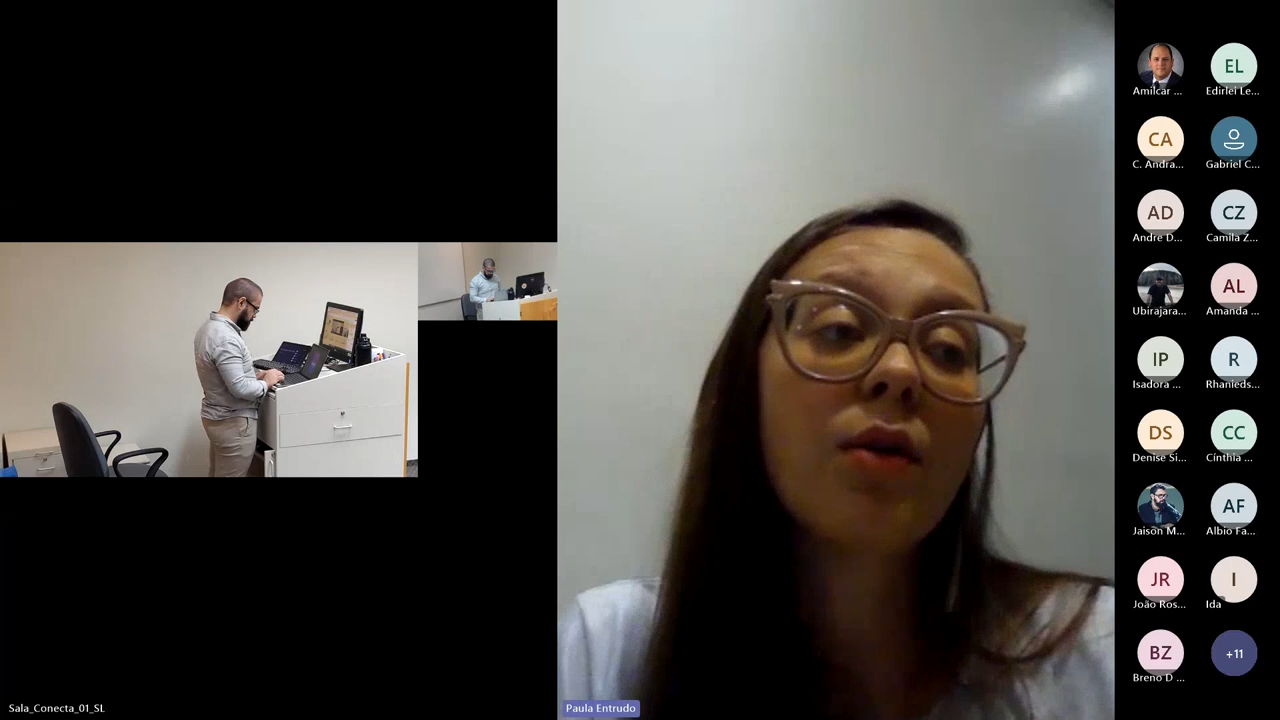 Amilcar ...
EL
Edirlei Le...
CA
C. Andra...
Gabriel C...
AD
Andre D...
CZ
Camila Z...
Ubirajara...
AL
Amanda ...
IP
Isadora ...
R
Rhanieds...
DS
Denise Si...
CC
Cínthia ...
Jaison M...
AF
Albio Fa...
JR
João Ros...
I
Ida
BZ
Breno D ...
+11
Sala_Conecta_01_SL
Paula Entrudo